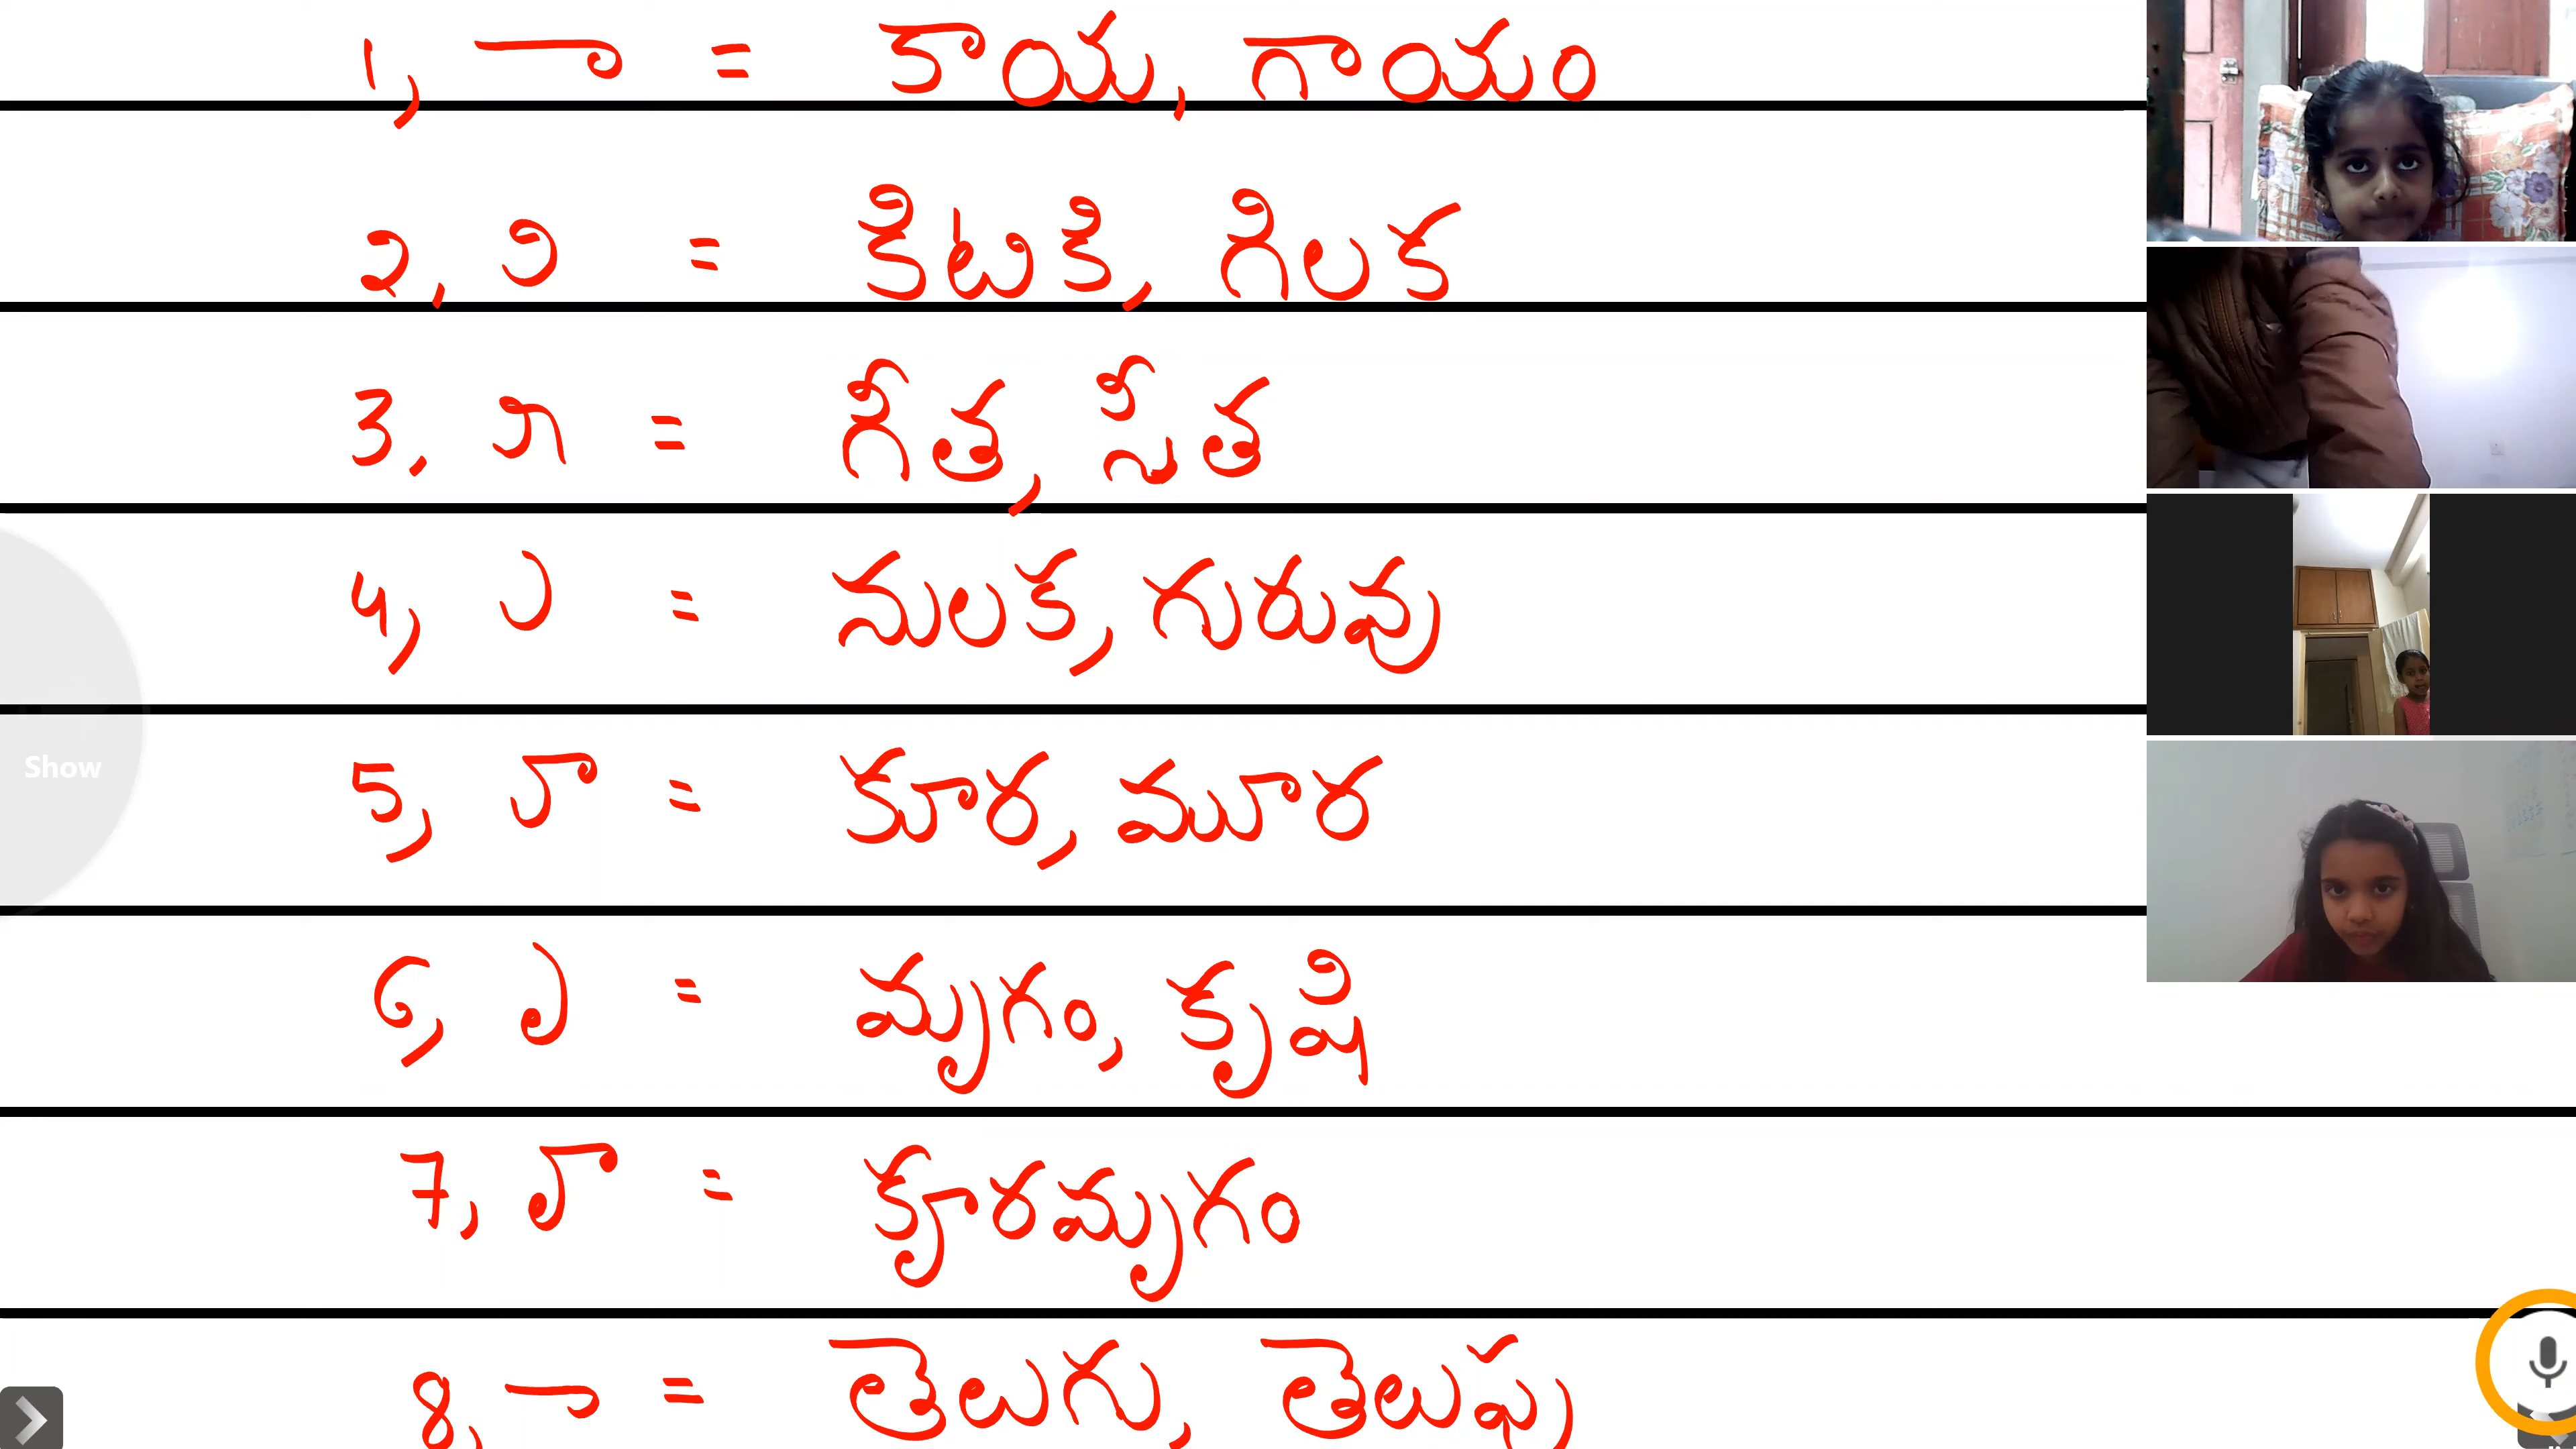 1, ా = కాయ, గాయం
2, ి = కిటికి, గిలక
3, ీ = గీత, సీత
4, ు = నులక, గురువు
Show
5, ూ = కూర, మూర
6, ృ = మృగం, కృషి
7, ౄ = కౄరమృగం
8, ె = తెలుగు, తెలుపు